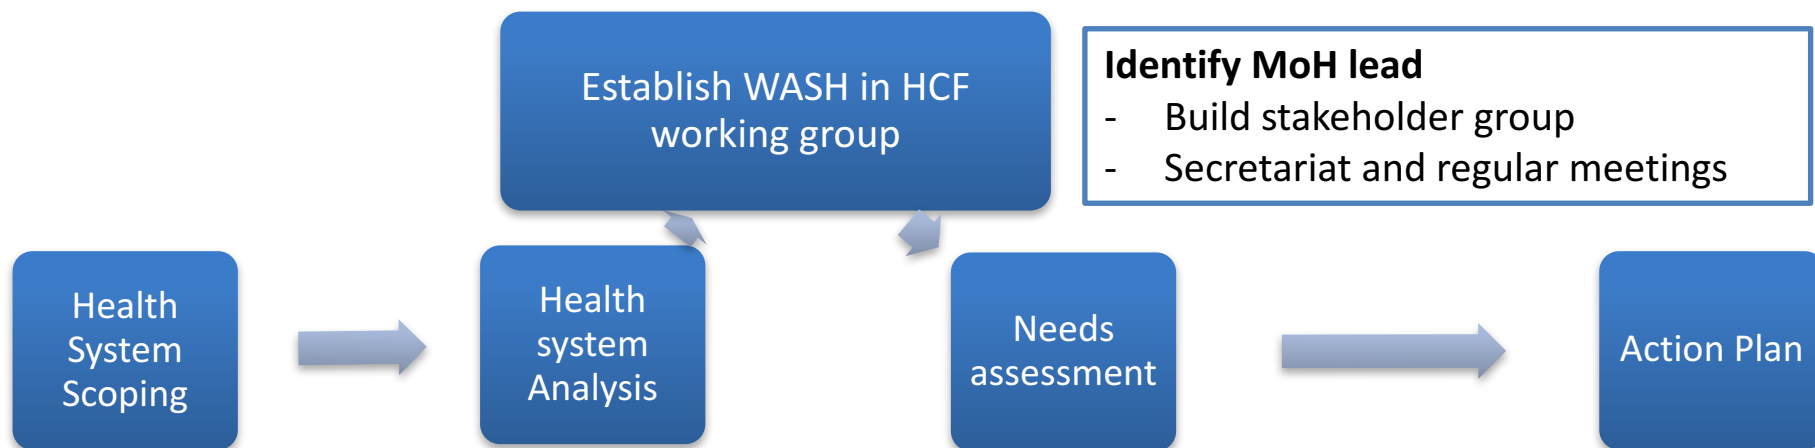 Establish WASH in HCF
working group
Identify MoH lead
- Build stakeholder group
- Secretariat and regular meetings
Health
System
Scoping
Health
system
Analysis
Needs
assessment
Action Plan